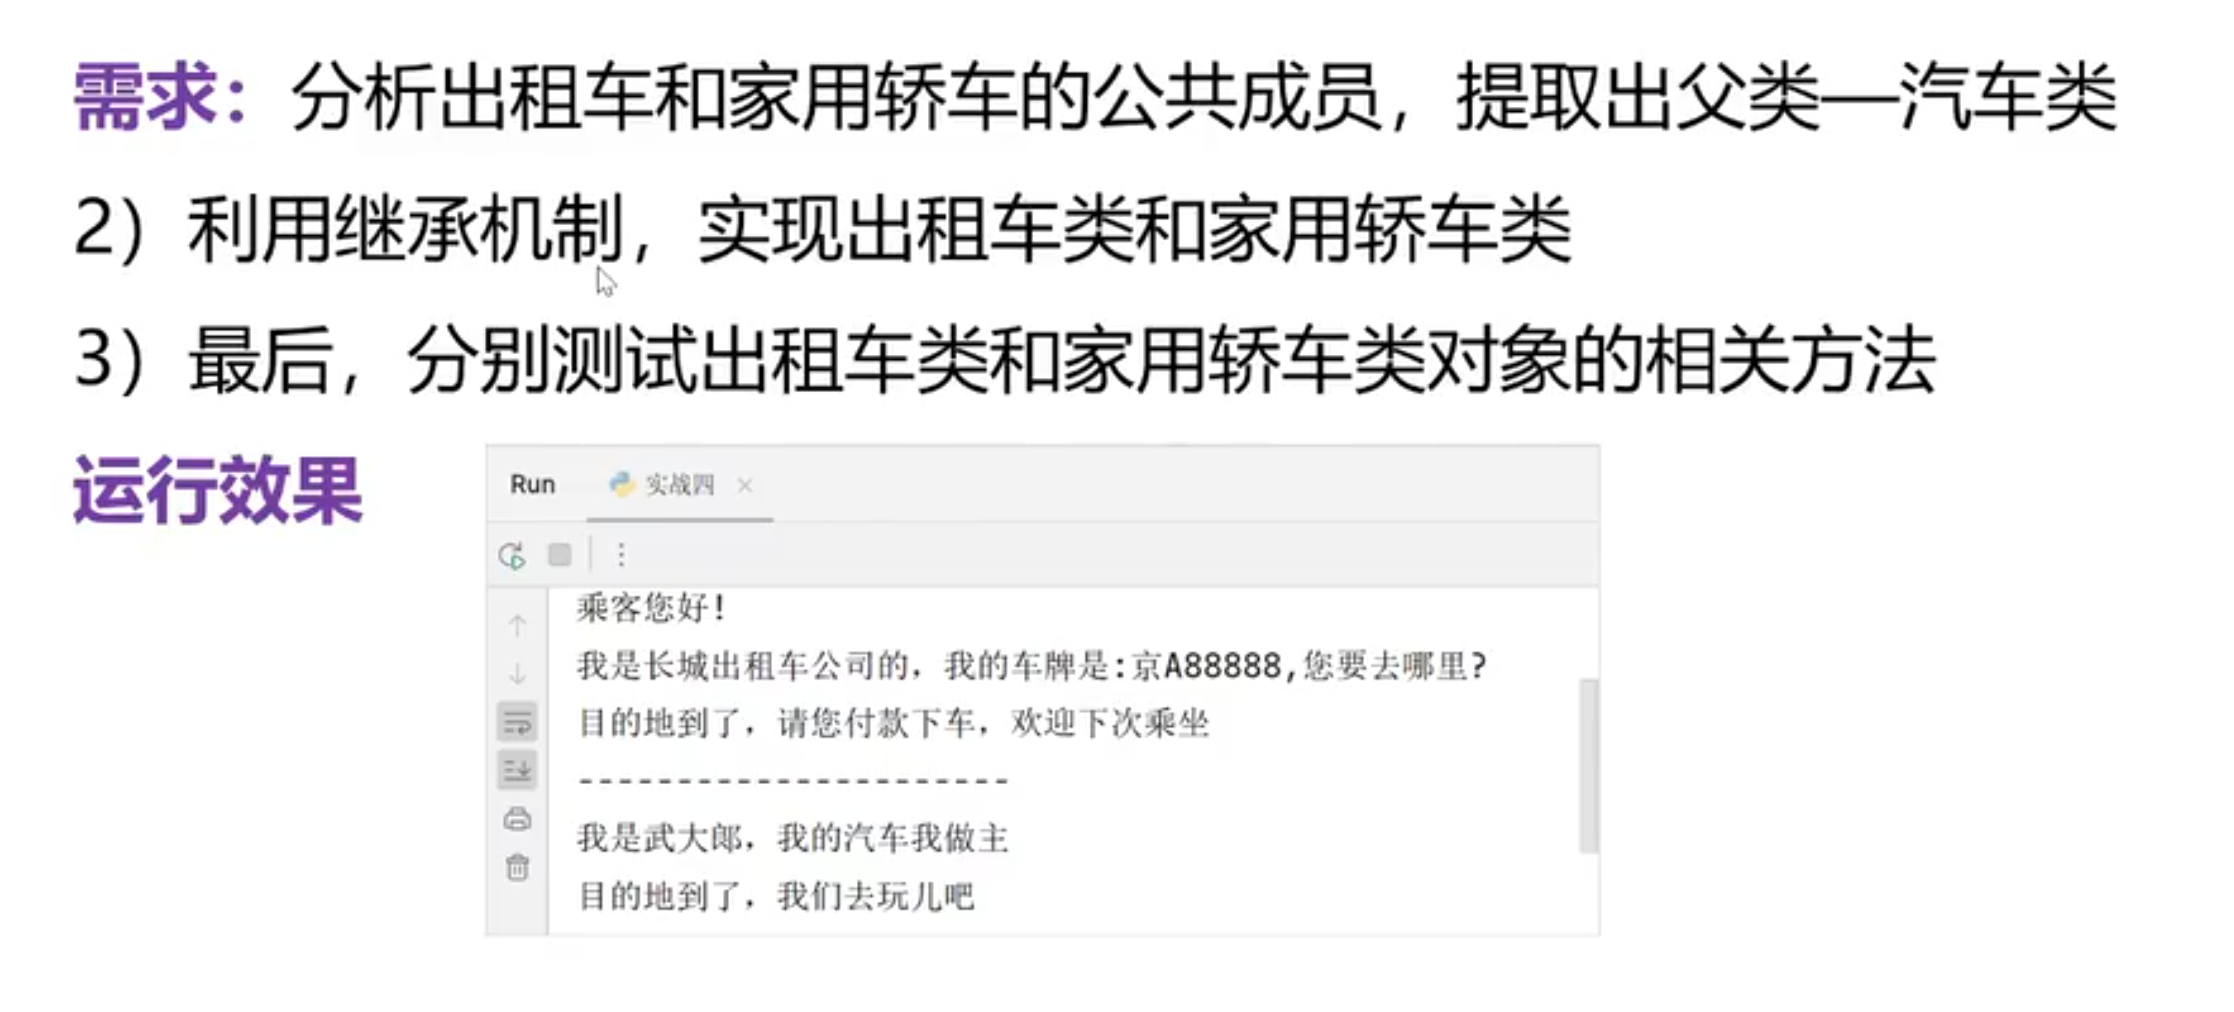 需求：分析出租车和家用轿车的公共成员，提取出父类—汽车类
2）利用继承机制，实现出租车类和家用轿车类
3）最后，分别测试出租车类和家用轿车类对象的相关方法
运行效果
Run 实战四 ×
乘客您好!
我是长城出租车公司的，我的车牌是:京A88888,您要去哪里?
目的地到了，请您付款下车，欢迎下次乘坐
-----------------------
我是武大郎，我的汽车我做主
目的地到了，我们去玩儿吧